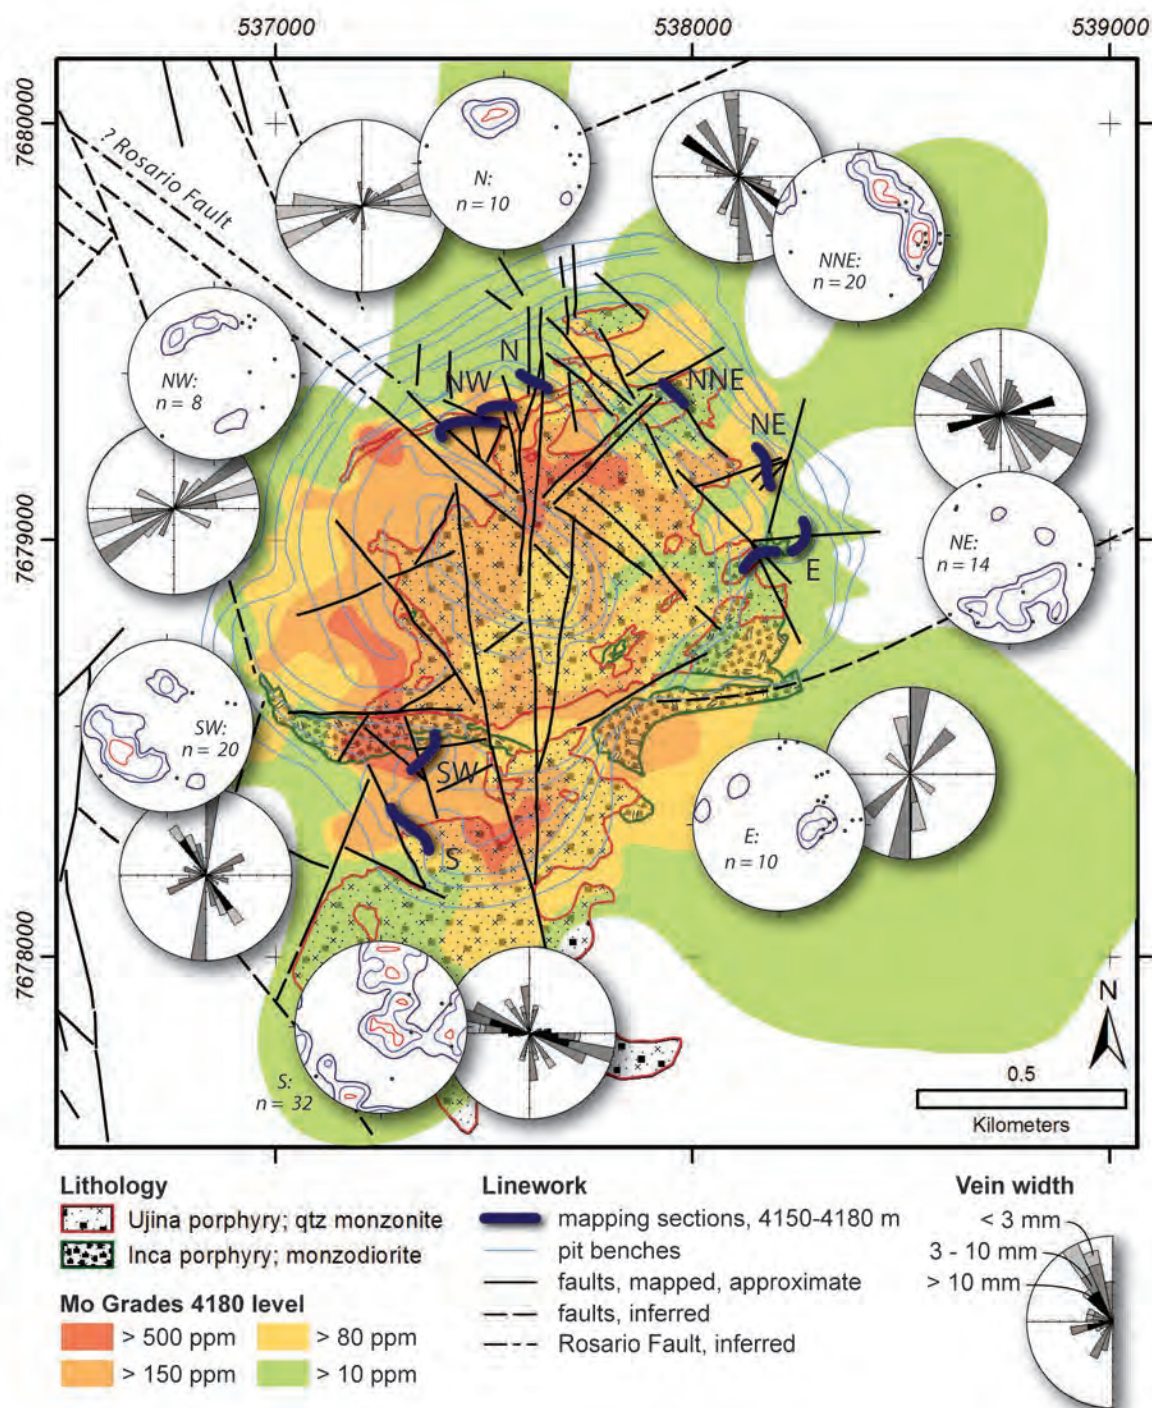 537000
538000
539000
7680000
7679000
7678000
? Rosario Fault
N:
n = 10
NNE:
n = 20
NW:
n = 8
NE:
n = 14
SW:
n = 20
E:
n = 10
S:
n = 32
N
NW
NNE
NE
E
SW
S
N
0.5
Kilometers
Lithology
Ujina porphyry; qtz monzonite
Inca porphyry; monzodiorite
Mo Grades 4180 level
> 500 ppm
> 80 ppm
> 150 ppm
> 10 ppm
Linework
mapping sections, 4150-4180 m
pit benches
faults, mapped, approximate
faults, inferred
Rosario Fault, inferred
Vein width
< 3 mm
3 - 10 mm
> 10 mm